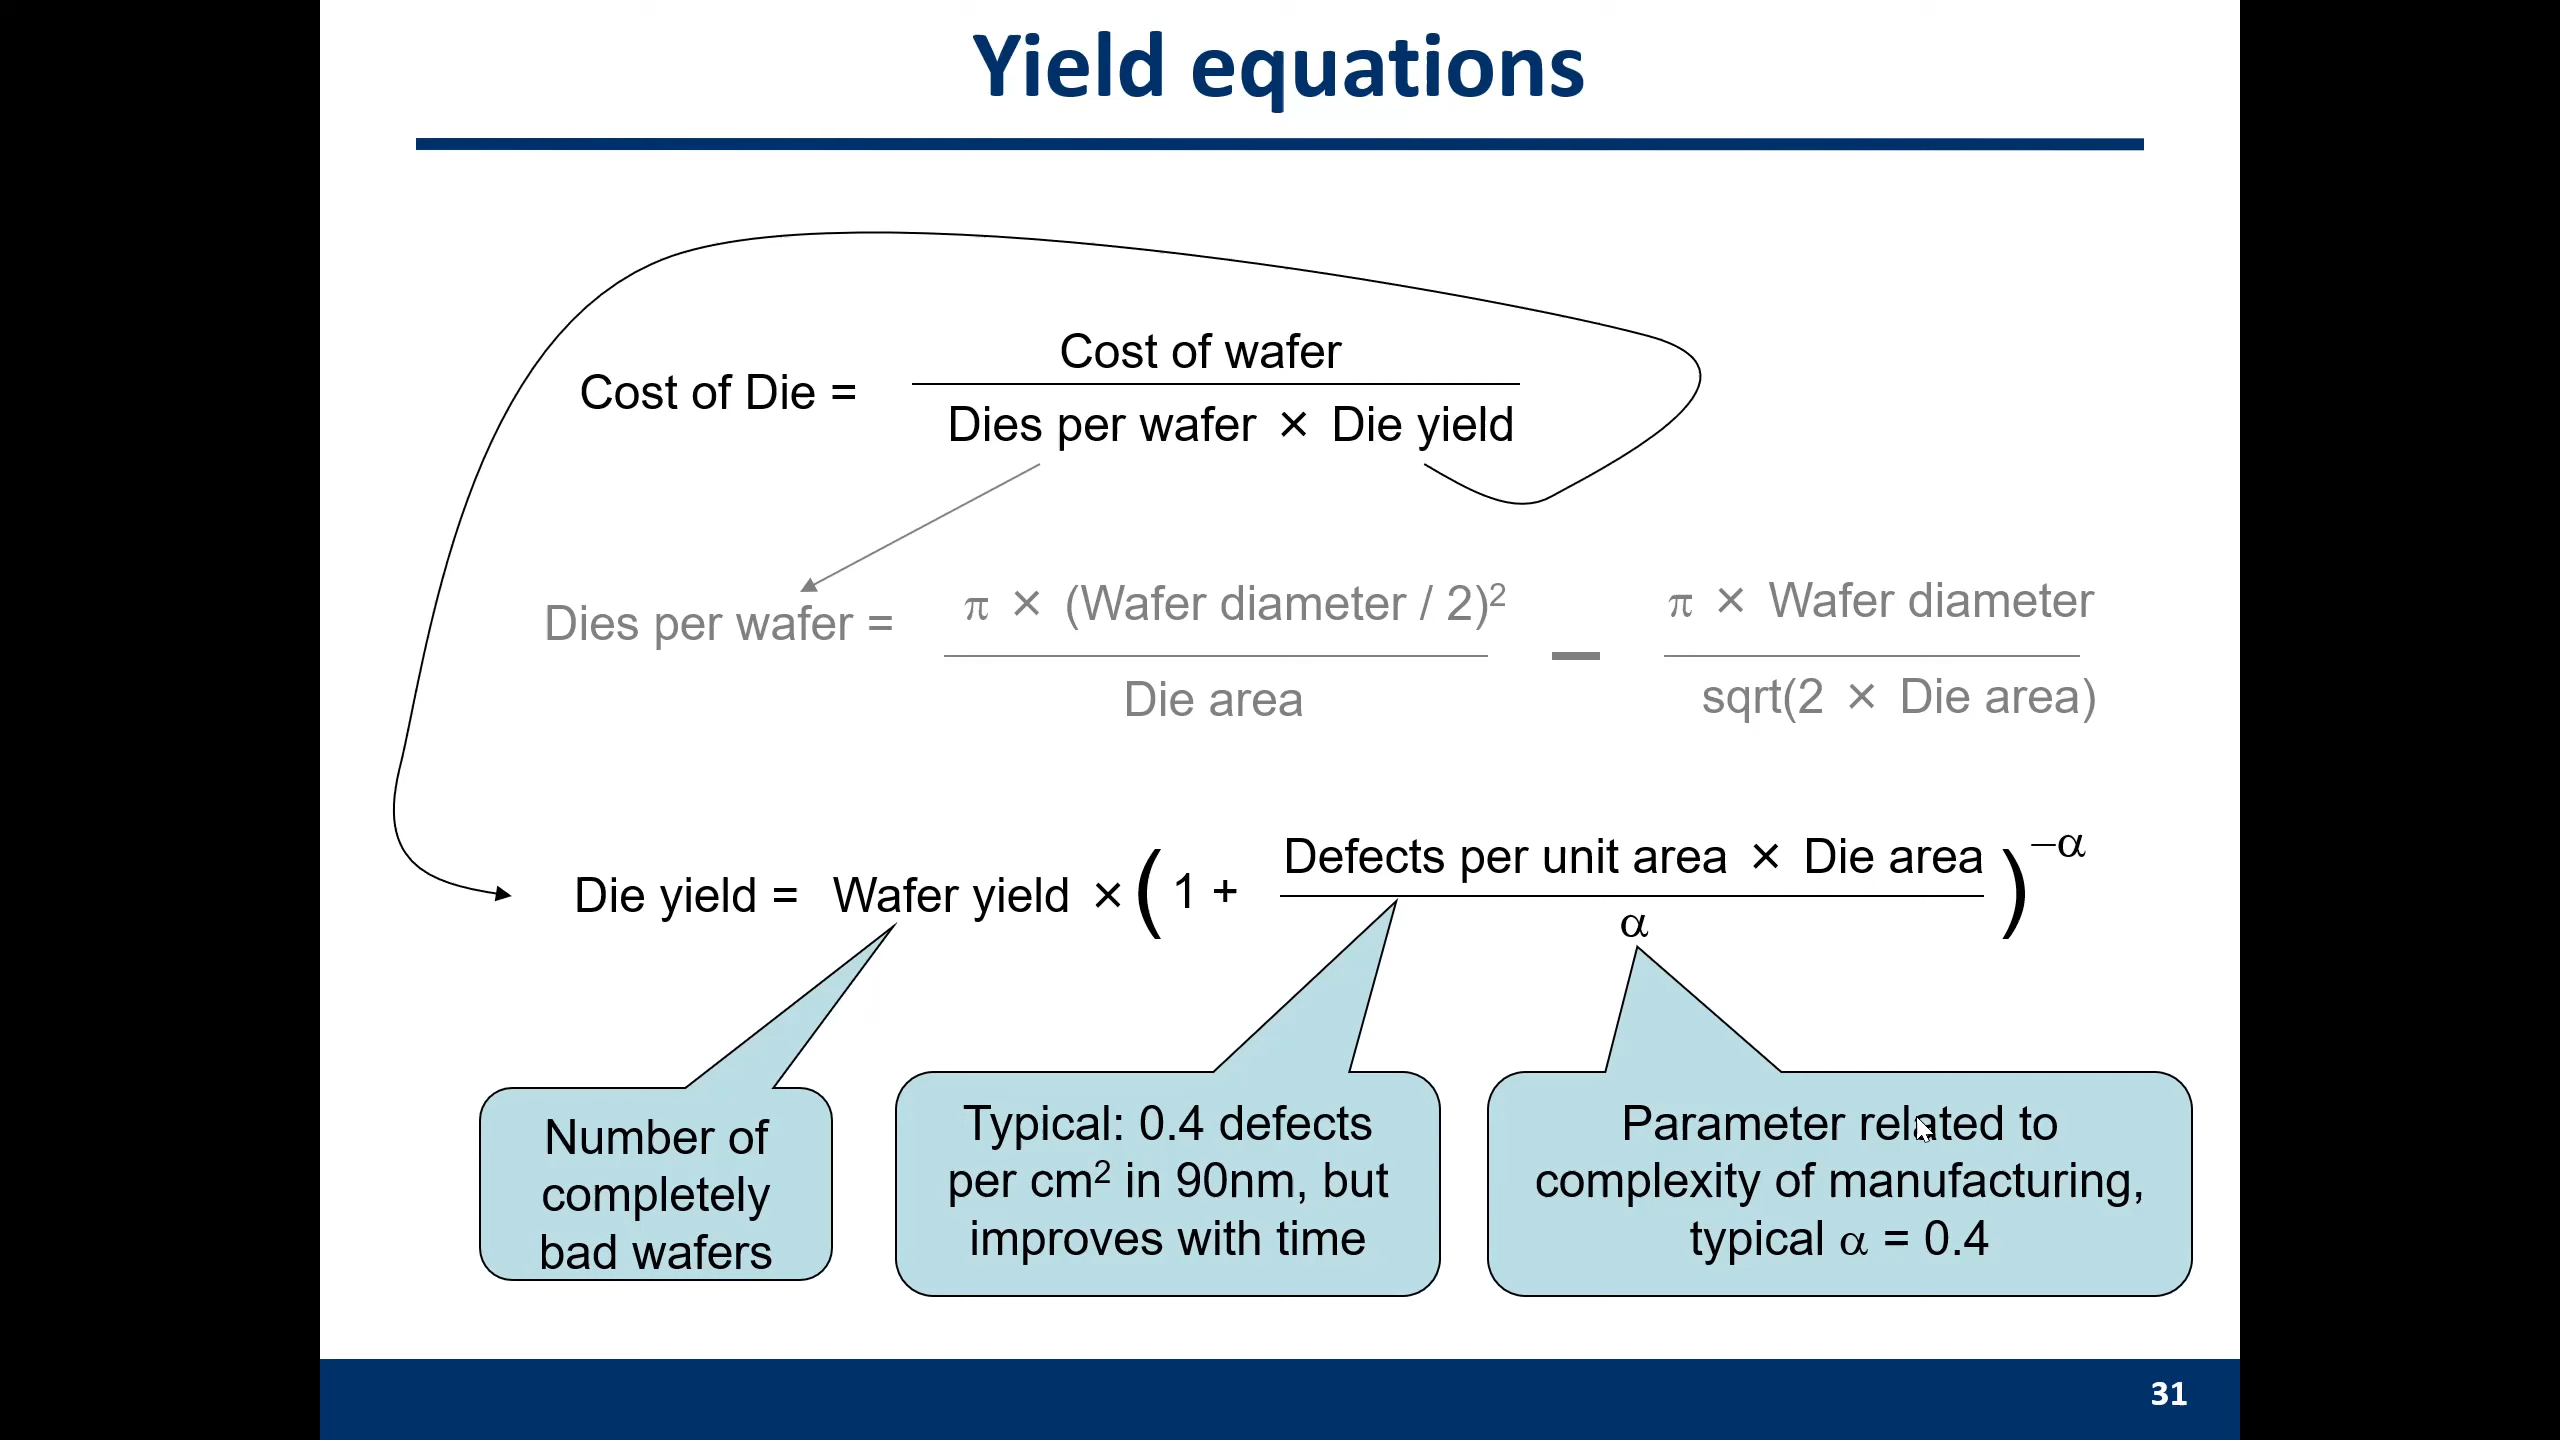 Yield equations
Cost of Die =
Cost of wafer
Dies per wafer × Die yield
Dies per wafer =
π × (Wafer diameter / 2)²
Die area
–
π × Wafer diameter
sqrt(2 × Die area)
Die yield = Wafer yield × ( 1 +
Defects per unit area × Die area
α
) –α
Number of
completely
bad wafers
Typical: 0.4 defects
per cm² in 90nm, but
improves with time
Parameter related to
complexity of manufacturing,
typical α = 0.4
31